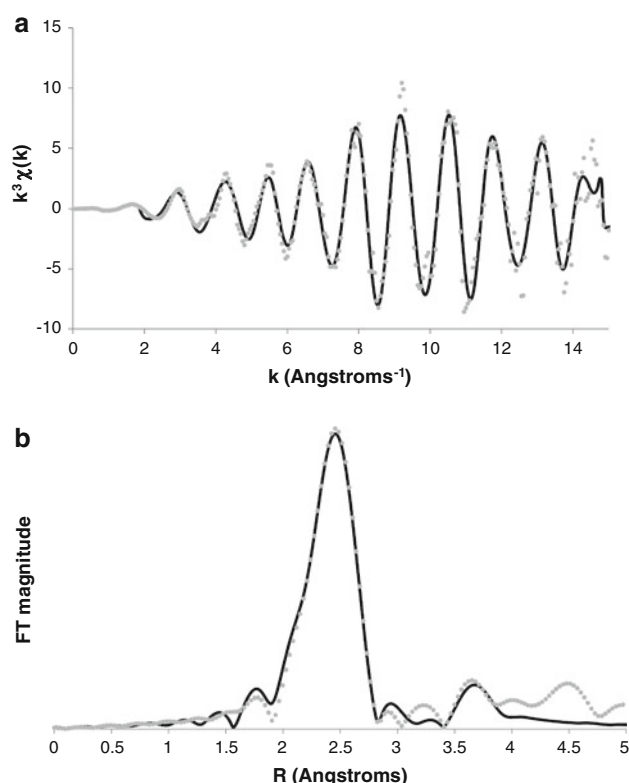 a
15
10
5
0
-5
-10
k³χ(k)
0 2 4 6 8 10 12 14
k (Angstroms⁻¹)
b
FT magnitude
0 0.5 1 1.5 2 2.5 3 3.5 4 4.5 5
R (Angstroms)